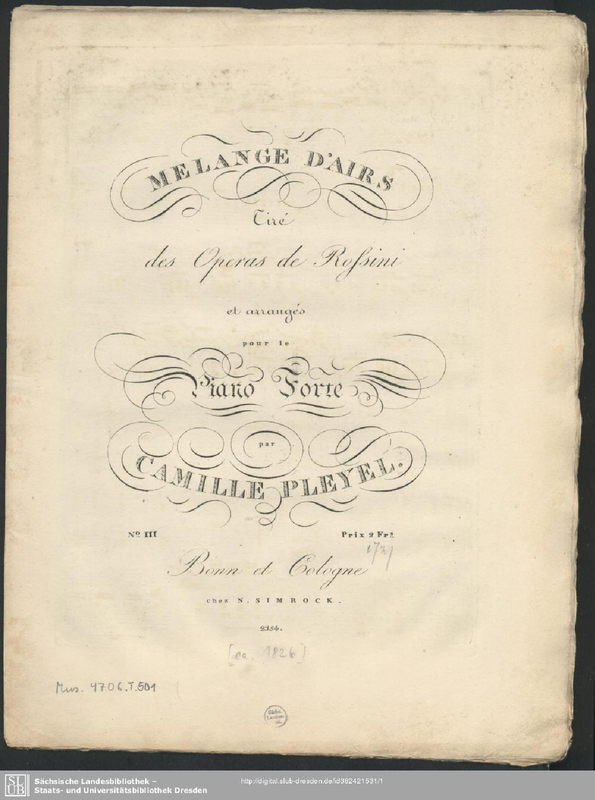 MELANGE D'AIRS
Tiré
des Operas de Roſsini
et arrangés
pour le
Piano Forte
par
CAMILLE PLEYEL.
Nº III
Prix 2 Frs
Bonn et Cologne
chez N. SIMROCK.
2354.
[ca. 1826]
Mus. 4706.T.501
SLUB
Sächsische Landesbibliothek –
Staats- und Universitätsbibliothek Dresden
http://digital.slub-dresden.de/id382421531/1